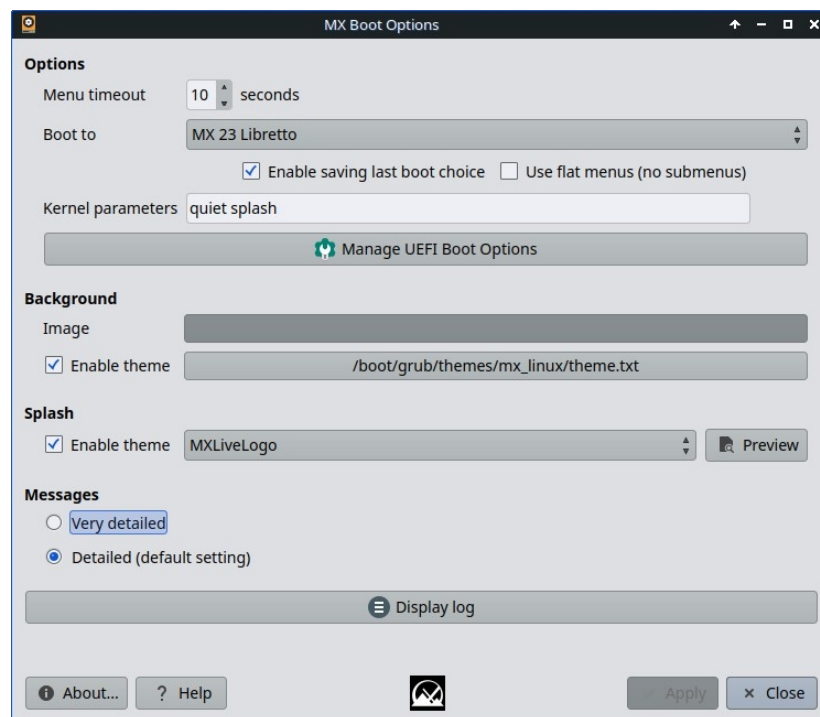 MX Boot Options
Options
Menu timeout 10 seconds
Boot to MX 23 Libretto
Enable saving last boot choice Use flat menus (no submenus)
Kernel parameters quiet splash
Manage UEFI Boot Options
Background
Image
Enable theme /boot/grub/themes/mx_linux/theme.txt
Splash
Enable theme MXLiveLogo Preview
Messages
Very detailed
Detailed (default setting)
Display log
About... ? Help Apply Close